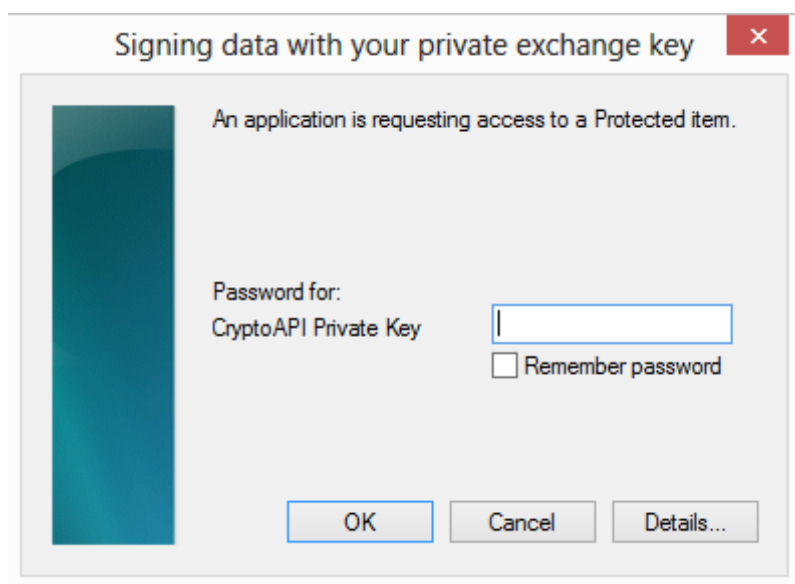 Signing data with your private exchange key
An application is requesting access to a Protected item.
Password for:
CryptoAPI Private Key
Remember password
OK
Cancel
Details...